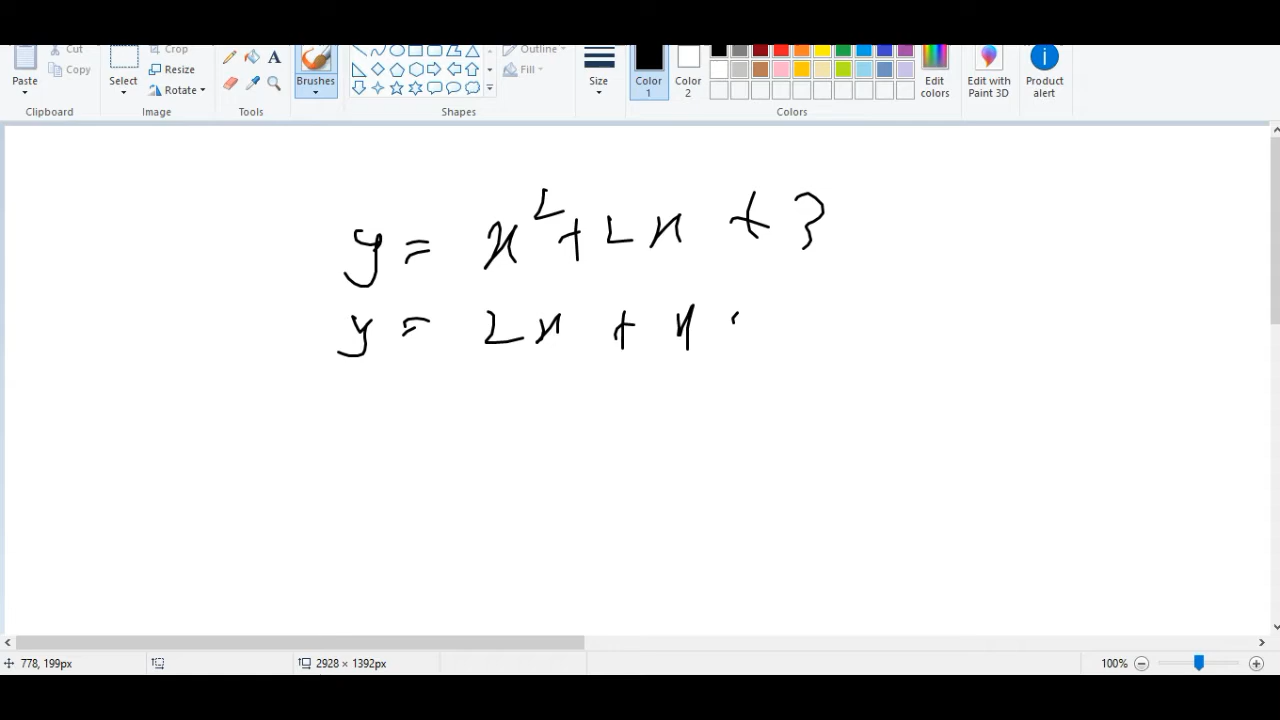 Cut
Crop
Outline
Paste
Copy
Select
Resize
Rotate
A
Brushes
Fill
Size
Color 1
Color 2
Edit colors
Edit with Paint 3D
Product alert
Clipboard
Image
Tools
Shapes
Colors
y = x² + 2x + 3
y = 2x + x
778, 199px
2928 × 1392px
100%